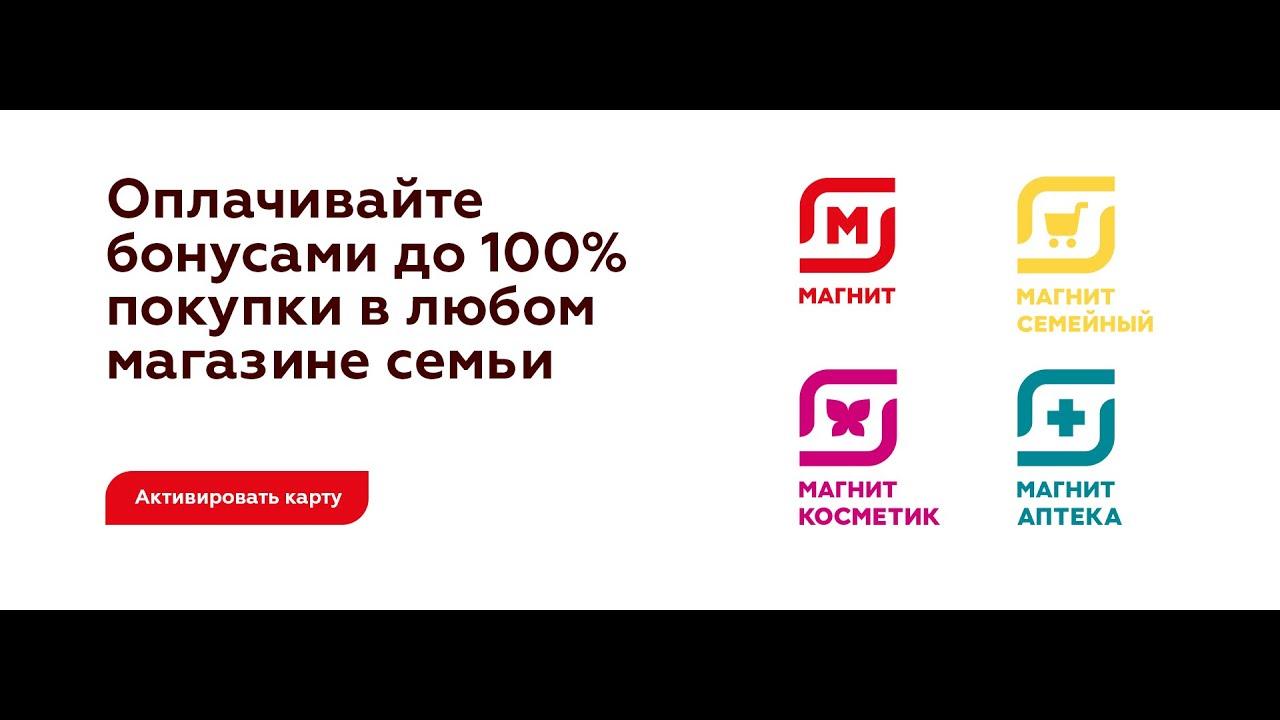 Оплачивайте
бонусами до 100%
покупки в любом
магазине семьи
Активировать карту
М
МАГНИТ
МАГНИТ
СЕМЕЙНЫЙ
МАГНИТ
КОСМЕТИК
МАГНИТ
АПТЕКА